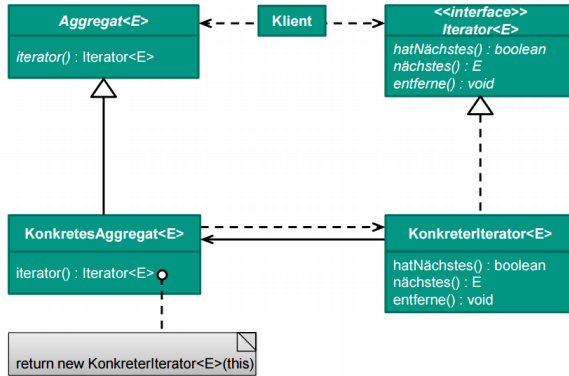 Aggregat<E>
iterator() : Iterator<E>
Klient
<<interface>>
Iterator<E>
hatNächstes() : boolean
nächstes() : E
entferne() : void
KonkretesAggregat<E>
iterator() : Iterator<E>
KonkreterIterator<E>
hatNächstes() : boolean
nächstes() : E
entferne() : void
return new KonkreterIterator<E>(this)